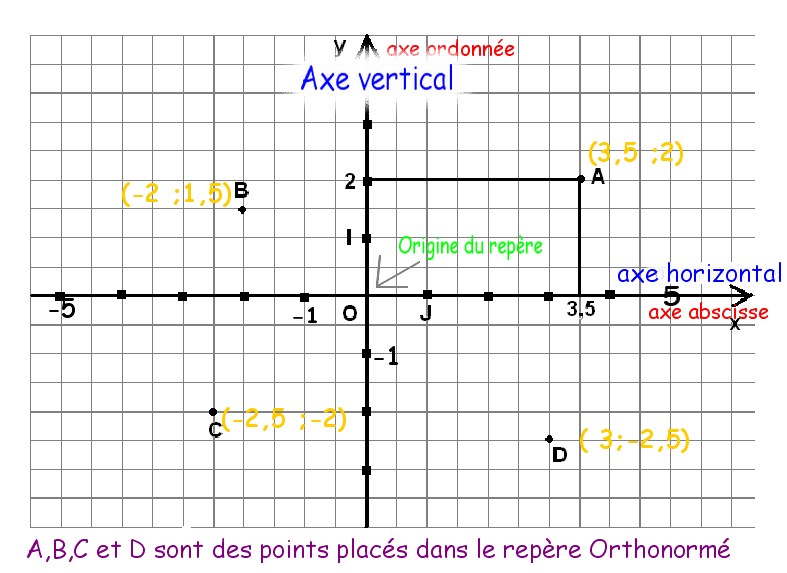 y axe ordonnée
Axe vertical
(3,5 ;2)
A
(-2 ;1,5) B
2
I
Origine du repère
axe horizontal
-5 -1 O J 3,5 5
axe abscisse
x
-1
C (-2,5 ;-2)
D ( 3;-2,5)
A,B,C et D sont des points placés dans le repère Orthonormé